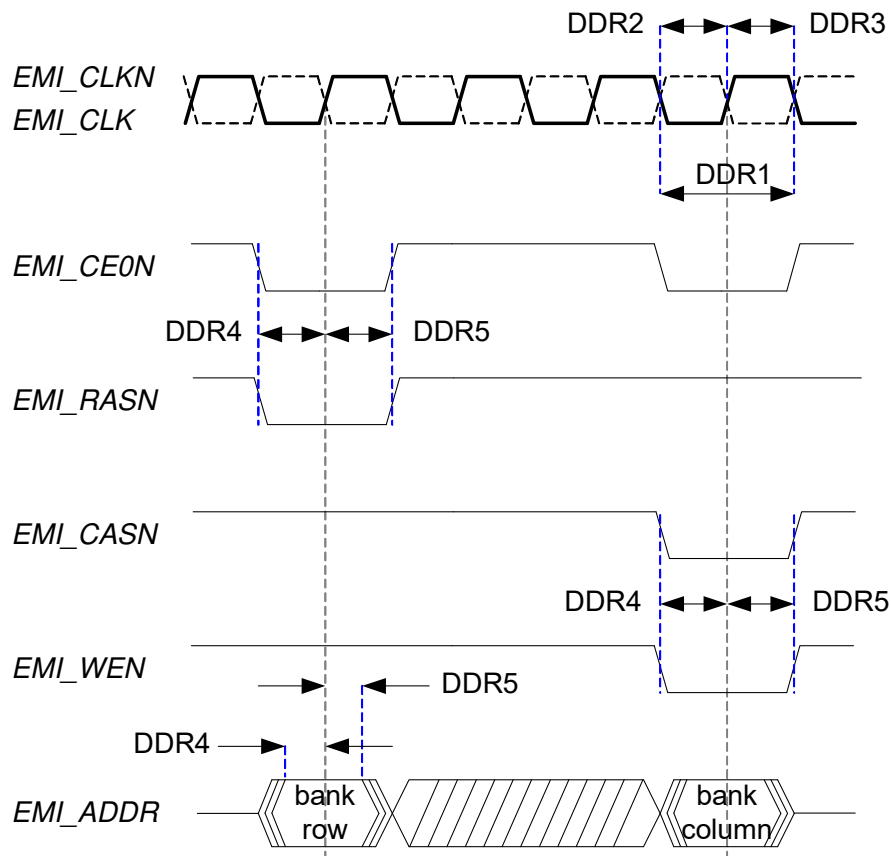 DDR2 DDR3
EMI_CLKN
EMI_CLK
DDR1
EMI_CE0N
DDR4 DDR5
EMI_RASN
EMI_CASN
DDR4 DDR5
EMI_WEN
DDR5
DDR4
EMI_ADDR
bank
row
bank
column